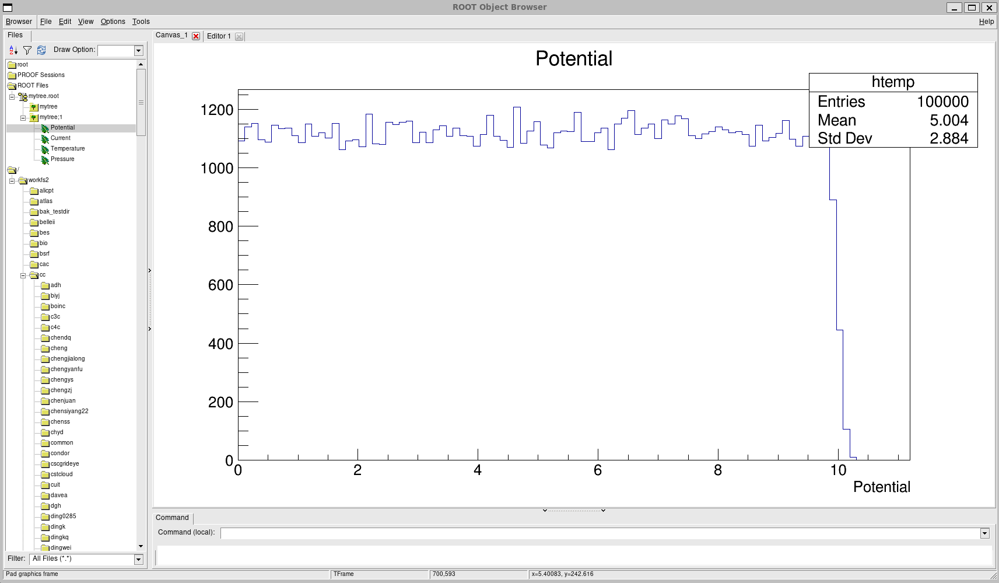 ROOT Object Browser
Browser File Edit View Options Tools Help
Files
Draw Option:
root
PROOF Sessions
ROOT Files
mytree.root
mytree
mytree;1
Potential
Current
Temperature
Pressure
/
workfs2
alicpt
atlas
bak_testdir
belleii
bes
bio
bsrf
cac
cc
adh
biyj
boinc
c3c
c4c
chendq
cheng
chengjialong
chengyanfu
chengys
chengzj
chenjuan
chensiyang22
chenss
chyd
common
condor
cscgrideye
cstcloud
cuit
davea
dgh
ding0285
dingk
dingkq
dingwei
Filter: All Files (*.*)
Canvas_1 Editor 1
Potential
htemp
Entries 100000
Mean 5.004
Std Dev 2.884
1200
1000
800
600
400
200
0
0 2 4 6 8 10
Potential
Command
Command (local):
Pad graphics frame TFrame 700,593 x=5.40083, y=242.616